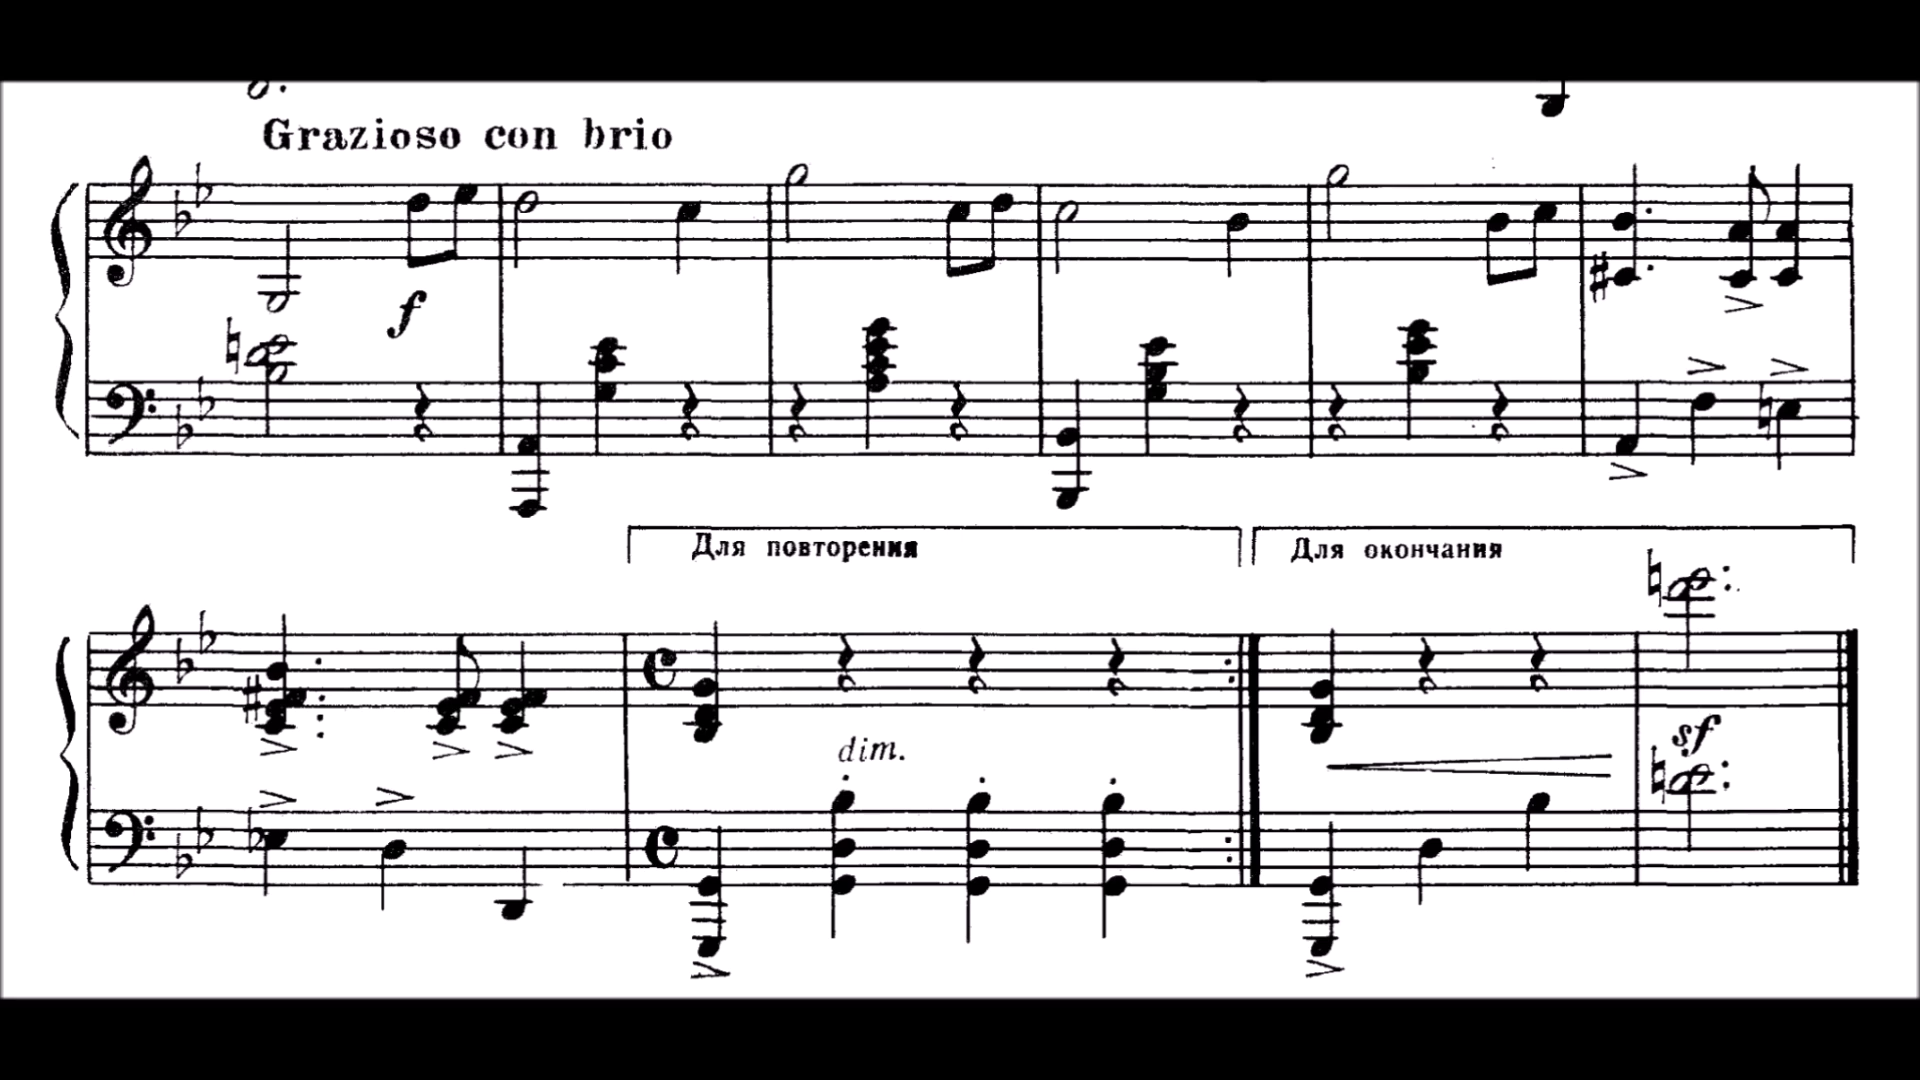 Grazioso con brio
f
Для повторения
Для окончания
dim.
sf